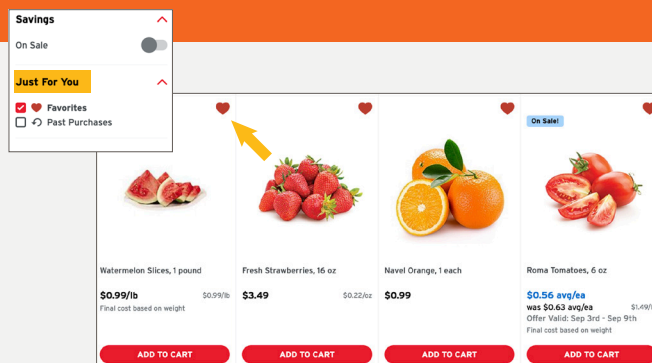 Savings
On Sale
Just For You
Favorites
Past Purchases
On Sale!
Watermelon Slices, 1 pound
$0.99/lb $0.99/lb
Final cost based on weight
ADD TO CART
Fresh Strawberries, 16 oz
$3.49 $0.22/oz
ADD TO CART
Navel Orange, 1 each
$0.99
ADD TO CART
Roma Tomatoes, 6 oz
$0.56 avg/ea
was $0.63 avg/ea $1.49/
Offer Valid: Sep 3rd - Sep 9th
Final cost based on weight
ADD TO CART